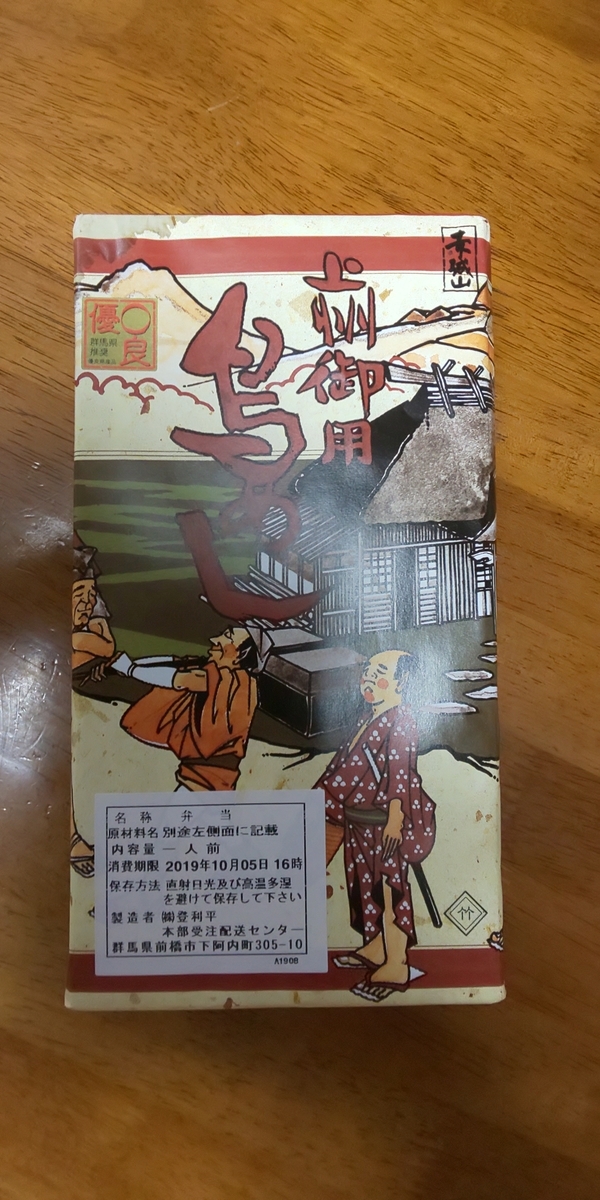 赤城山
上州御用
鳥めし
優良
群馬県
推奨
竹
名称 弁当
原材料名 別途左側面に記載
内容量 一人前
消費期限 2019年10月05日 16時
保存方法 直射日光及び高温多湿
を避けて保存して下さい
製造者 ㈱登利平
本部受注配送センター
群馬県前橋市下阿内町305-10
A1908